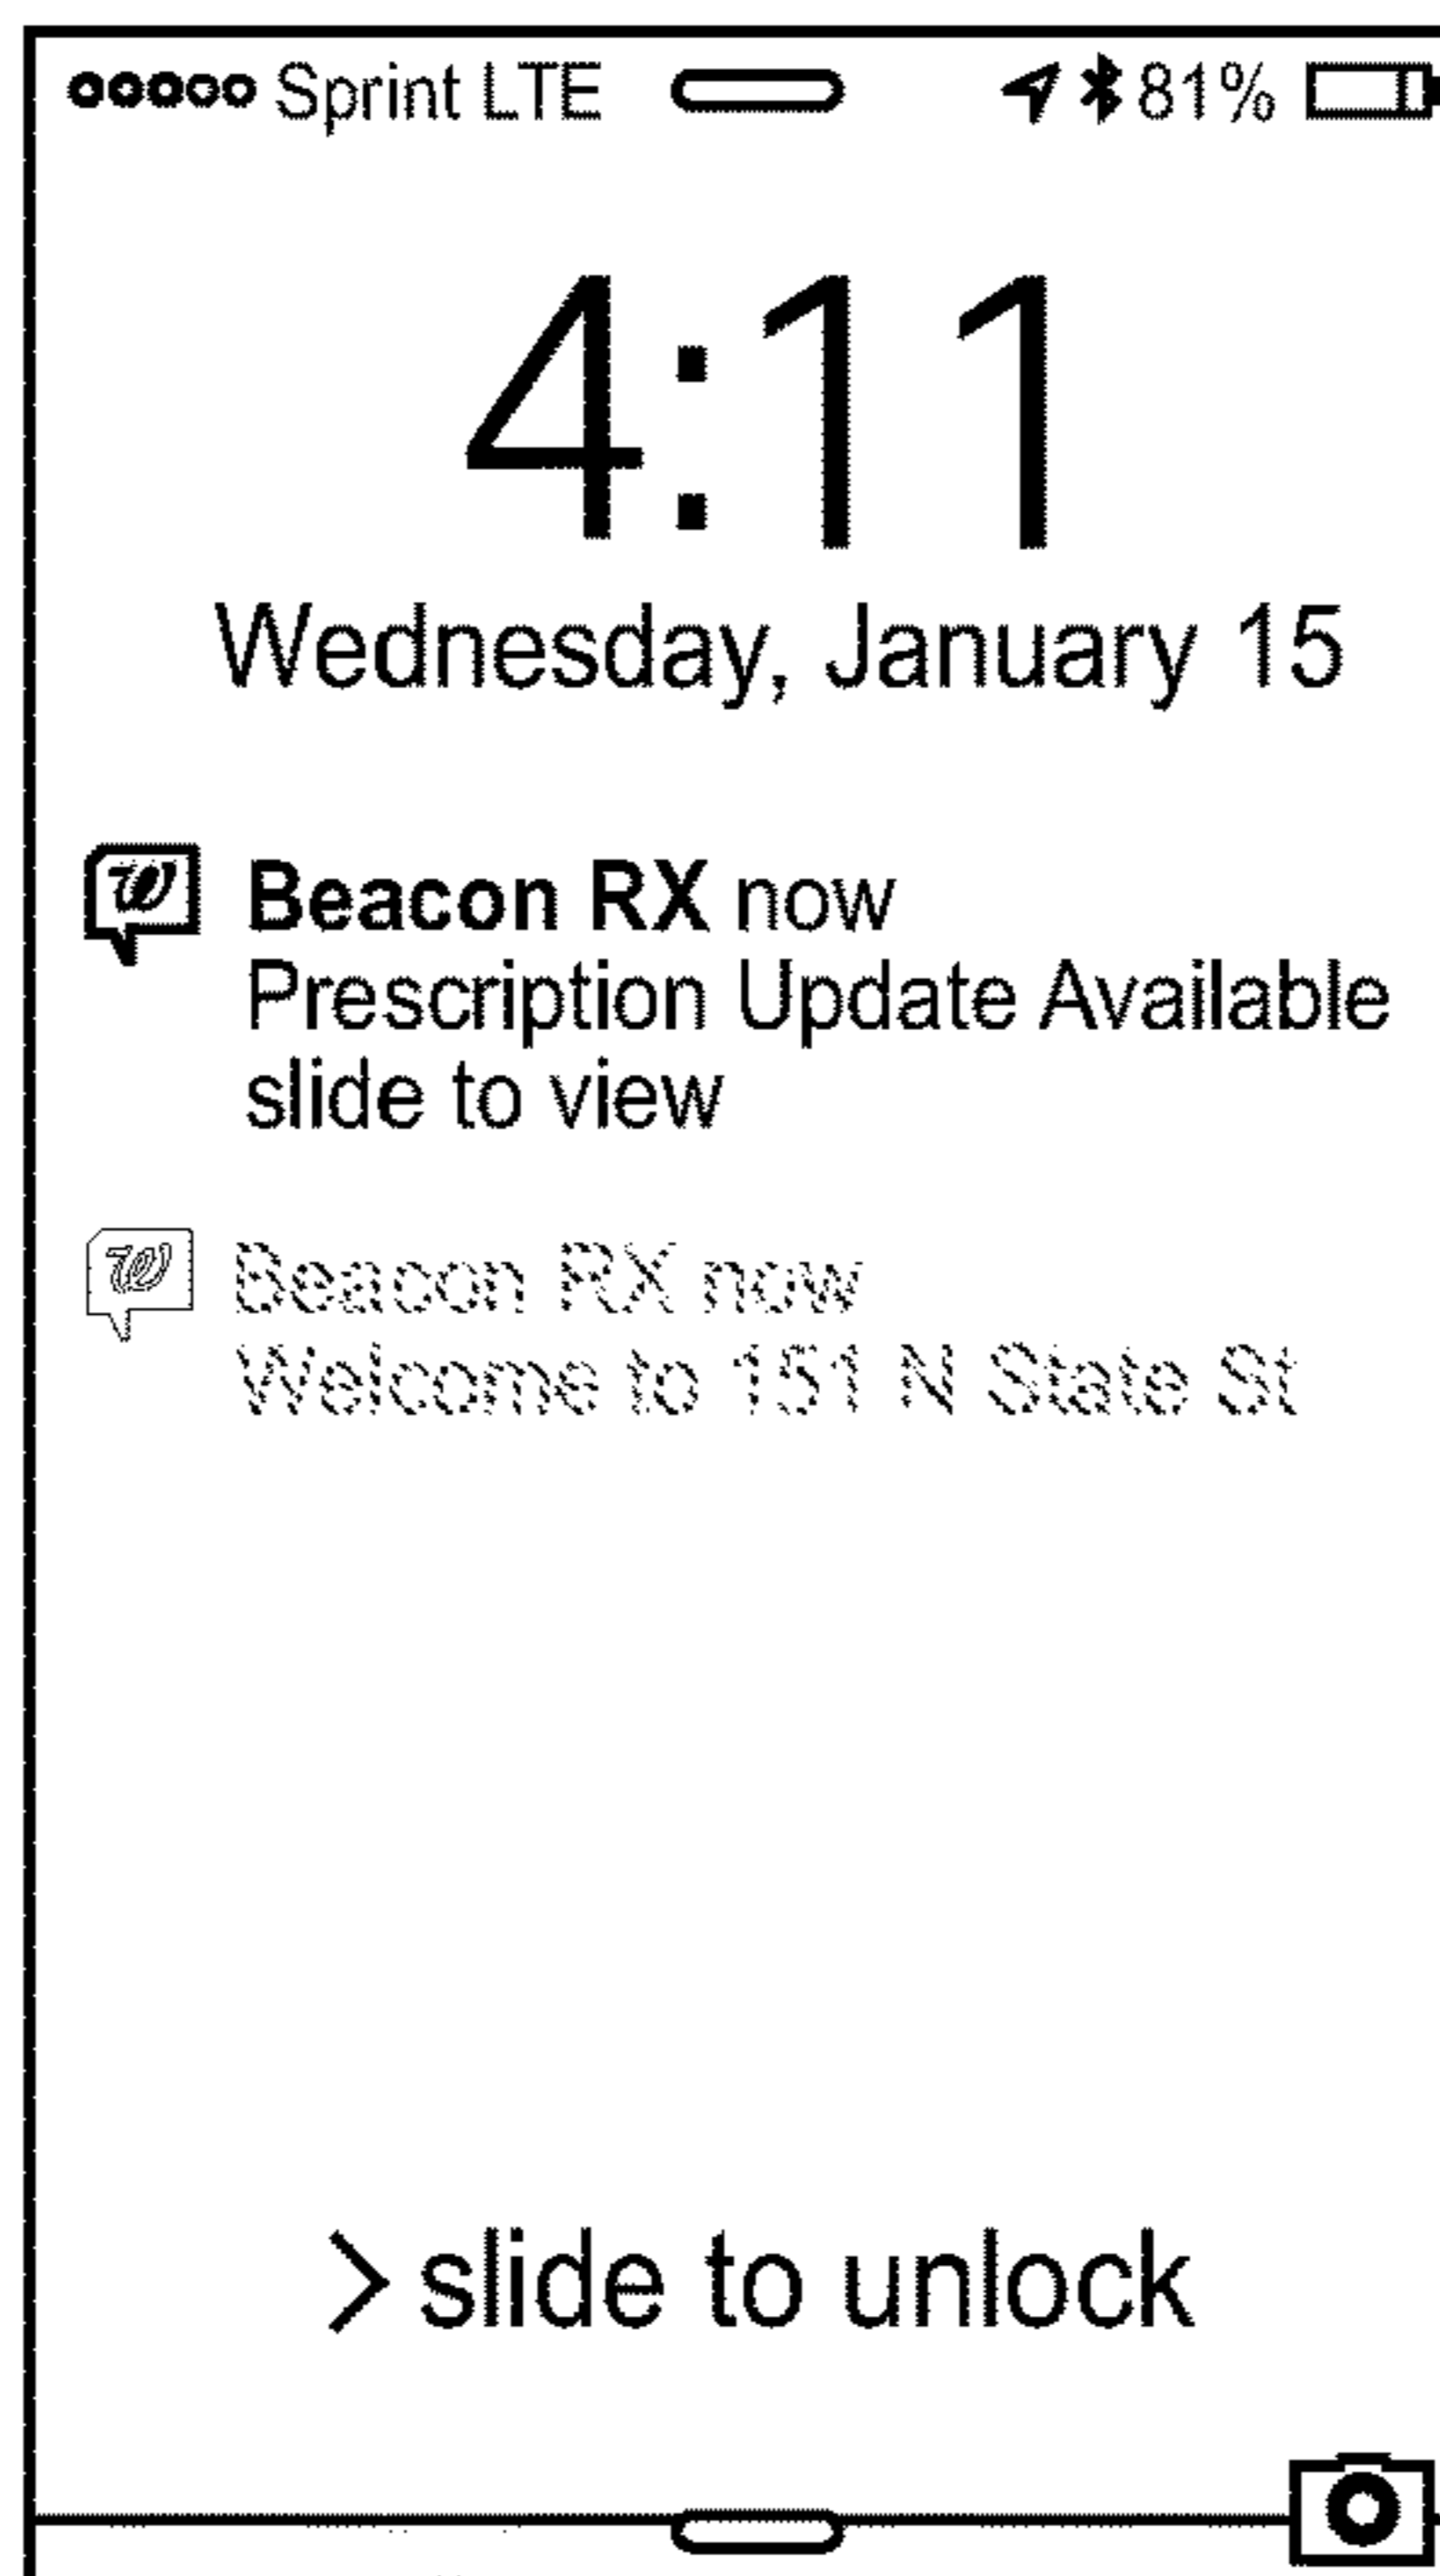 Sprint LTE 81%
4:11
Wednesday, January 15
W
Beacon RX now
Prescription Update Available
slide to view
W
Beacon RX now
Welcome to 151 N State St
> slide to unlock